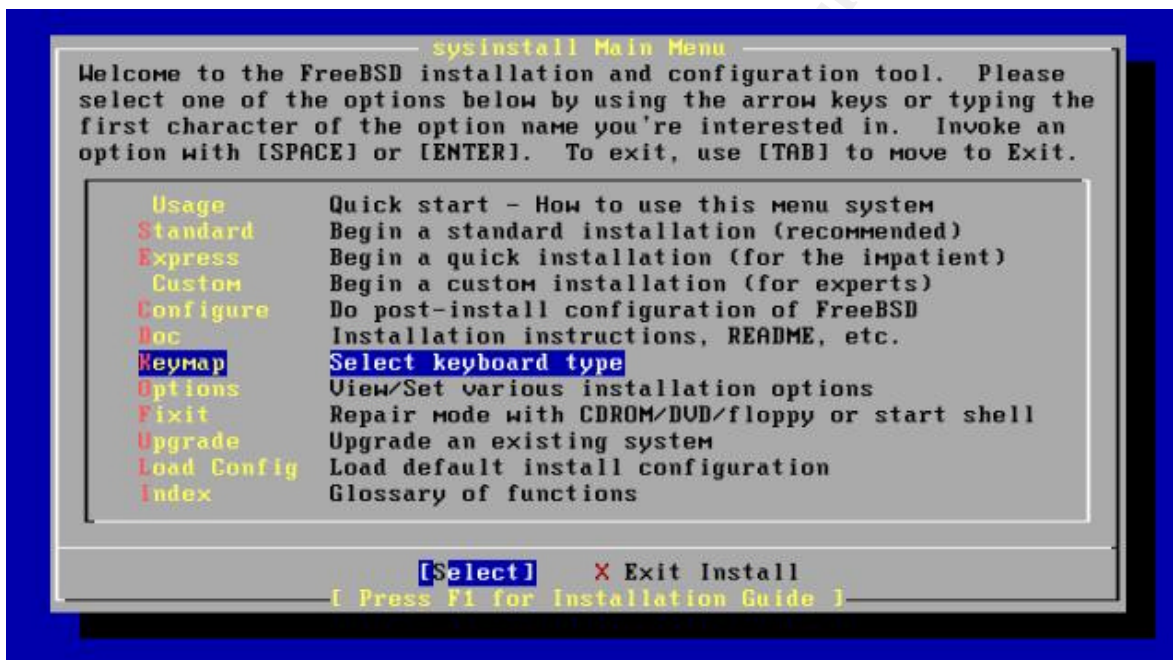 sysinstall Main Menu
Welcome to the FreeBSD installation and configuration tool.  Please
select one of the options below by using the arrow keys or typing the
first character of the option name you're interested in.  Invoke an
option with [SPACE] or [ENTER].  To exit, use [TAB] to move to Exit.
Usage Quick start - How to use this menu system
Standard Begin a standard installation (recommended)
Express Begin a quick installation (for the impatient)
Custom Begin a custom installation (for experts)
Configure Do post-install configuration of FreeBSD
Doc Installation instructions, README, etc.
Keymap Select keyboard type
Options View/Set various installation options
Fixit Repair mode with CDROM/DVD/floppy or start shell
Upgrade Upgrade an existing system
Load Config Load default install configuration
Index Glossary of functions
[Select] X Exit Install
[ Press F1 for Installation Guide ]